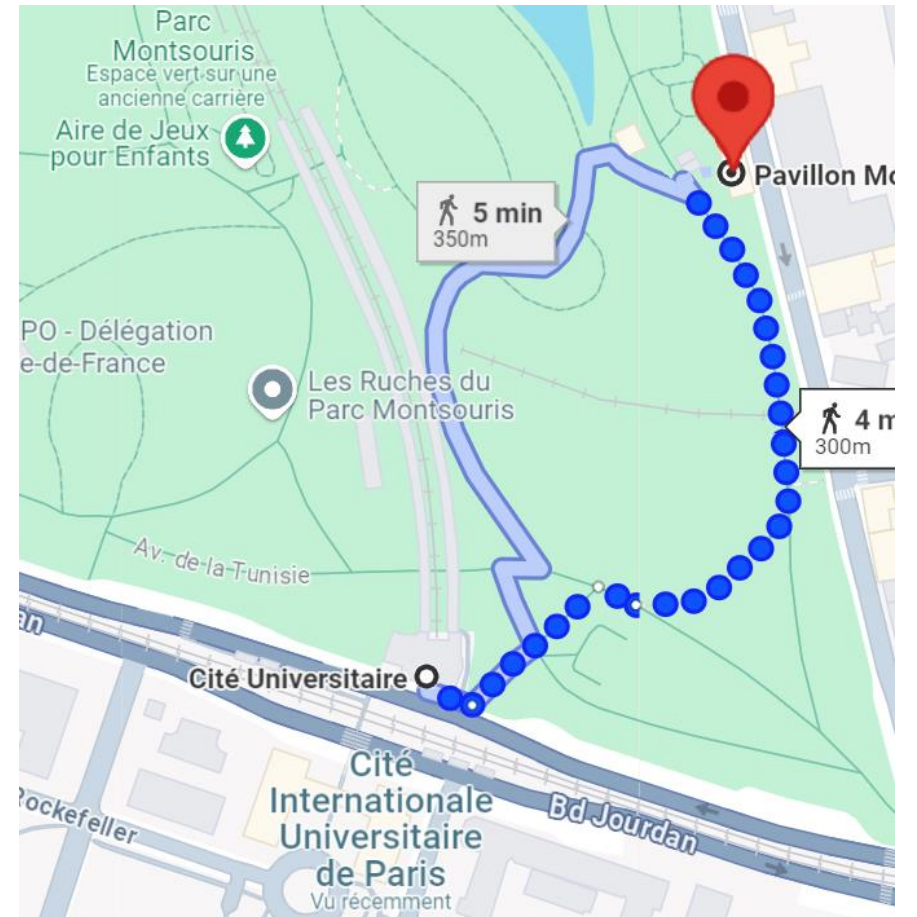 Parc
Montsouris
Espace vert sur une
ancienne carrière
Aire de Jeux
pour Enfants
5 min
350m
Pavillon Mo
PO - Délégation
e-de-France
Les Ruches du
Parc Montsouris
4 m
300m
Av. de la Tunisie
an
Cité Universitaire
Cité
Internationale
Universitaire
de Paris
Vu récemment
Rockefeller
Bd Jourdan